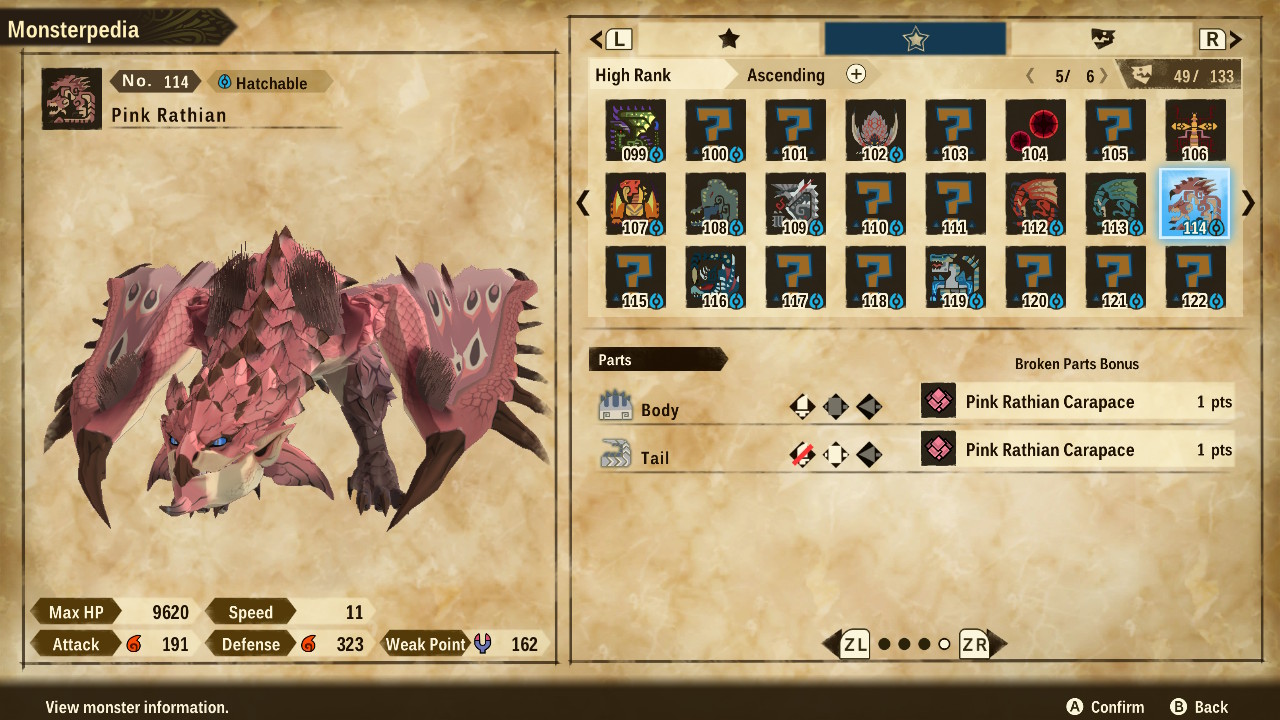 Monsterpedia
No. 114 Hatchable
Pink Rathian
Max HP 9620 Speed 11
Attack 191 Defense 323 Weak Point 162
L R
High Rank Ascending + 5/ 6 49/ 133
099 ? 100 ? 101 102 ? 103 104 ? 105 106
107 108 109 ? 110 ? 111 112 113 114
? 115 116 ? 117 ? 118 119 ? 120 ? 121 ? 122
Parts Broken Parts Bonus
Body Pink Rathian Carapace 1 pts
Tail Pink Rathian Carapace 1 pts
ZL ZR
View monster information. A Confirm B Back